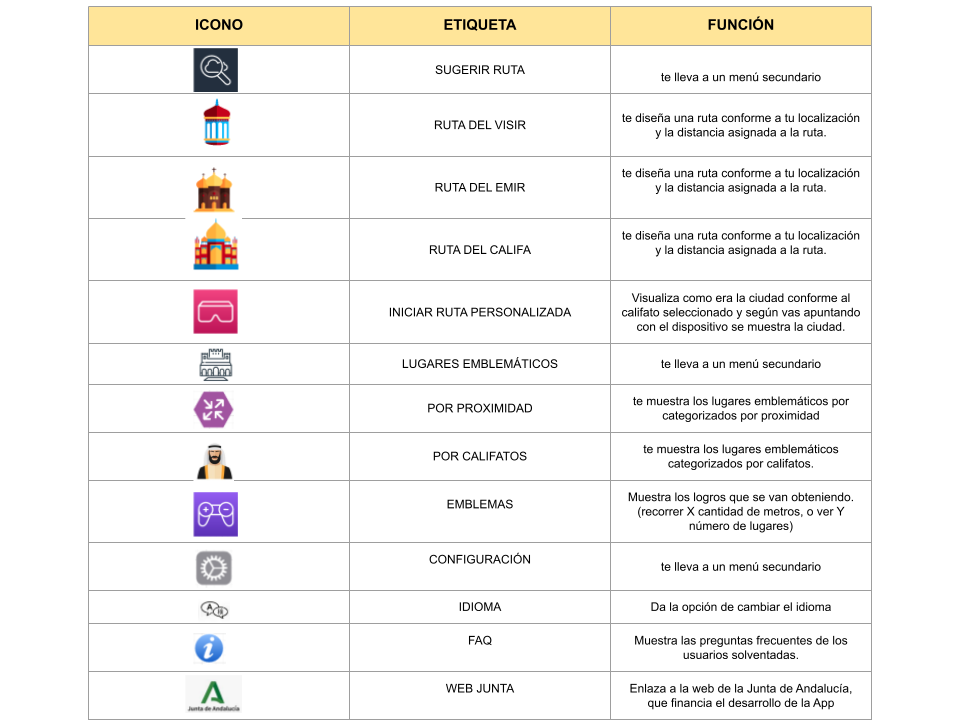 ICONO ETIQUETA FUNCIÓN
SUGERIR RUTA
te lleva a un menú secundario
RUTA DEL VISIR
te diseña una ruta conforme a tu localización
y la distancia asignada a la ruta.
RUTA DEL EMIR
te diseña una ruta conforme a tu localización
y la distancia asignada a la ruta.
RUTA DEL CALIFA
te diseña una ruta conforme a tu localización
y la distancia asignada a la ruta.
INICIAR RUTA PERSONALIZADA
Visualiza como era la ciudad conforme al
califato seleccionado y según vas apuntando
con el dispositivo se muestra la ciudad.
LUGARES EMBLEMÁTICOS
te lleva a un menú secundario
POR PROXIMIDAD
te muestra los lugares emblemáticos por
categorizados por proximidad
POR CALIFATOS
te muestra los lugares emblemáticos
categorizados por califatos.
EMBLEMAS
Muestra los logros que se van obteniendo.
(recorrer X cantidad de metros, o ver Y
número de lugares)
CONFIGURACIÓN
te lleva a un menú secundario
IDIOMA
Da la opción de cambiar el idioma
FAQ
Muestra las preguntas frecuentes de los
usuarios solventadas.
Junta de Andalucía
WEB JUNTA
Enlaza a la web de la Junta de Andalucía,
que financia el desarrollo de la App